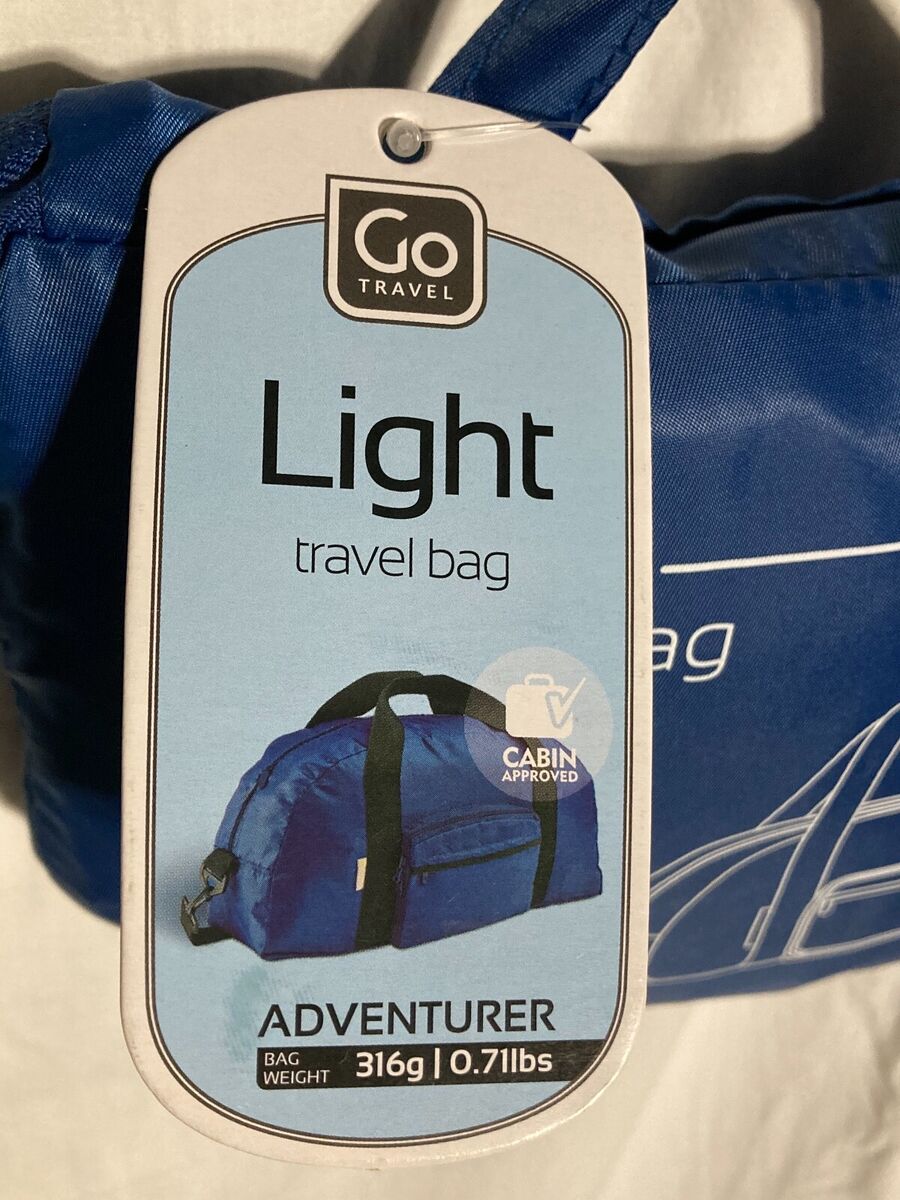 Go
TRAVEL
Light
travel bag
ag
CABIN
APPROVED
ADVENTURER
BAG
WEIGHT
316g | 0.71lbs